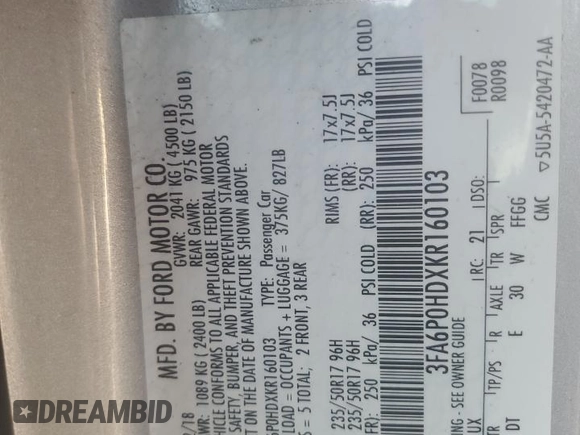 MFD. BY FORD MOTOR CO.
GVWR: 2041 KG ( 4500 LB)
1089 KG ( 2400 LB) REAR GAWR: 975 KG ( 2150 LB)
CONFORMS TO ALL APPLICABLE FEDERAL MOTOR
SAFETY, BUMPER, AND THEFT PREVENTION STANDARDS
ON THE DATE OF MANUFACTURE SHOWN ABOVE.
6P0HDXKR160103 TYPE: Passenger Car
LOAD = OCCUPANTS + LUGGAGE = 375KG/ 827LB
= 5 TOTAL; 2 FRONT, 3 REAR
235/50R17 96H RIMS (FR): 17x7.5J
235/50R17 96H (RR): 17x7.5J
(FR): 250 kPa/ 36 PSI COLD (RR): 250 kPa/ 36 PSI COLD
3FA6P0HDXKR160103
- SEE OWNER GUIDE
F0078
R0098
RC: 21 DSO:
TP/PS R AXLE TR SPR
DT E 30 W FFGG
CMC ▽5U5A-5420472-AA
DREAMBID